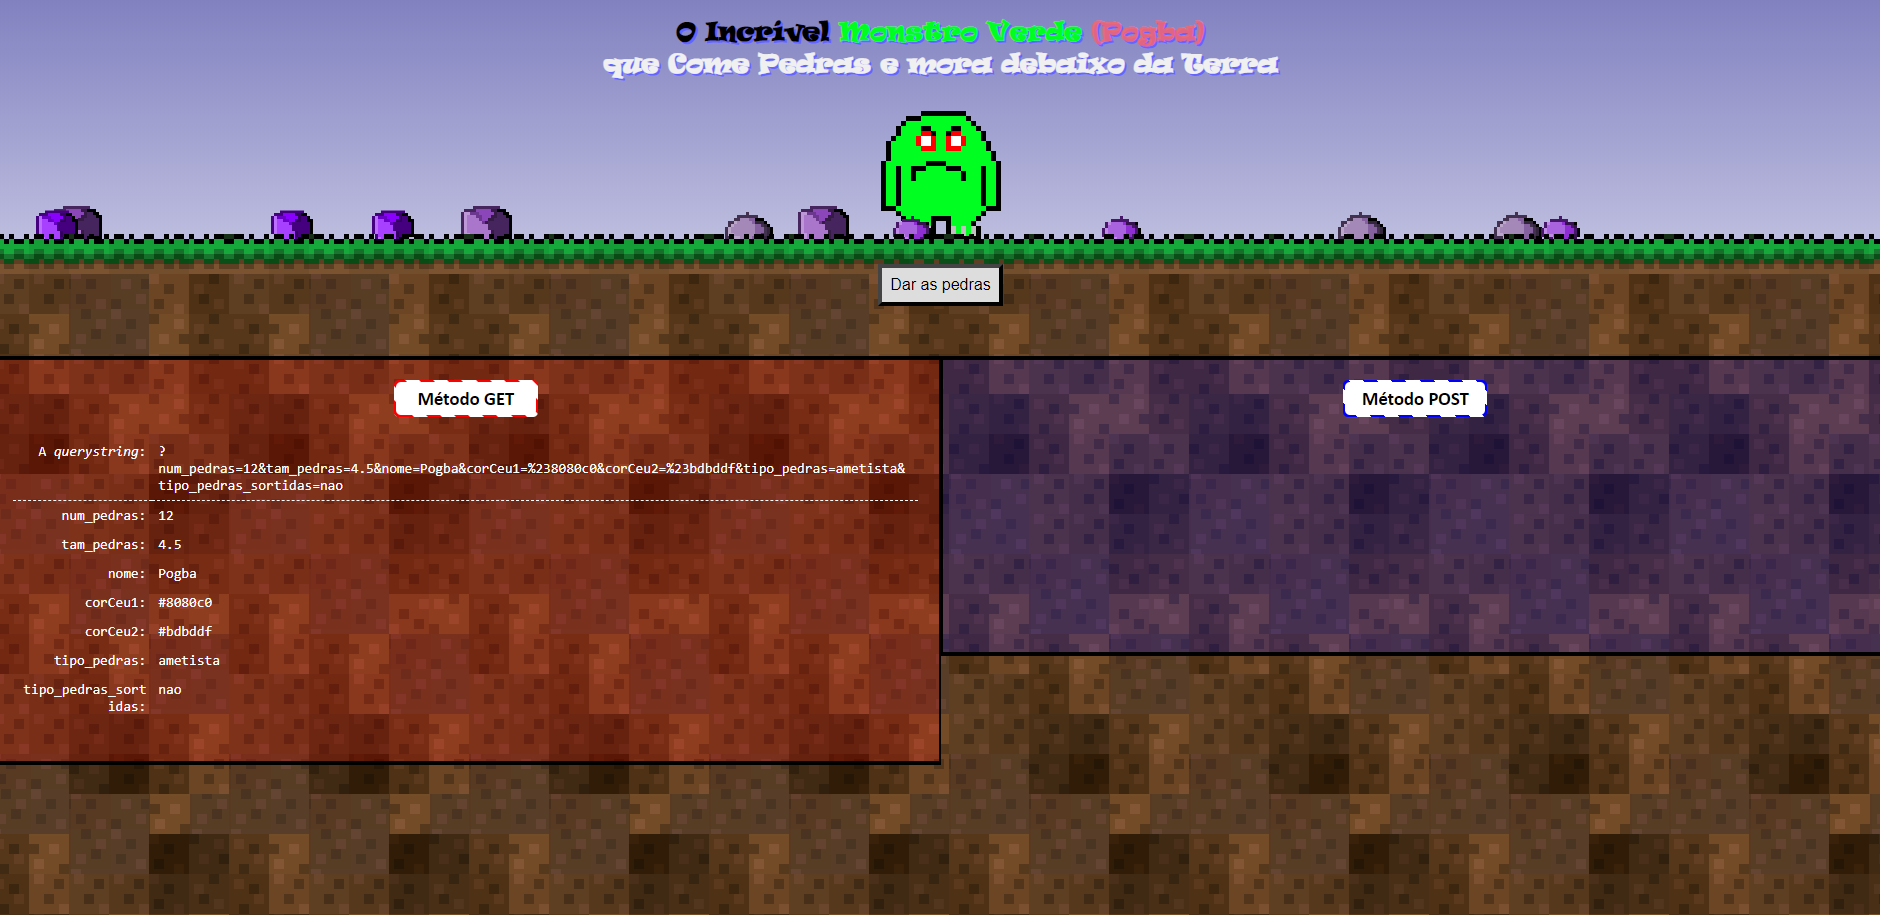 O Incrível Monstro Verde (Pogba)
que Come Pedras e mora debaixo da Terra
Dar as pedras
Método GET
Método POST
A querystring: ?
num_pedras=12&tam_pedras=4.5&nome=Pogba&corCeu1=%238080c0&corCeu2=%23bdbddf&tipo_pedras=ametista&
tipo_pedras_sortidas=nao
num_pedras: 12
tam_pedras: 4.5
nome: Pogba
corCeu1: #8080c0
corCeu2: #bdbddf
tipo_pedras: ametista
tipo_pedras_sort nao
idas: